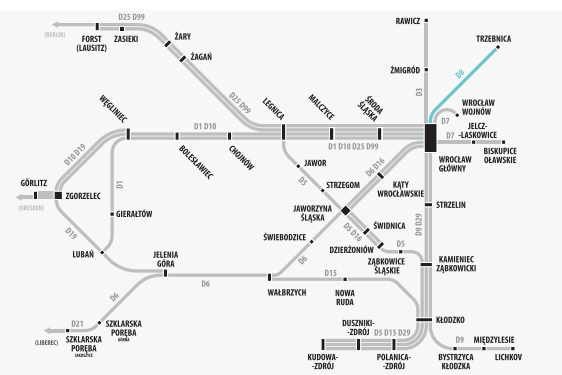 D25 D99
RAWICZ
(BERLIN)
FORST
(LAUSITZ)
ZASIEKI
ŻARY
TRZEBNICA
ŻAGAŃ
ŻMIGRÓD
D8
D3
D25 D99
WĘGLINIEC
LEGNICA
MALCZYCE
ŚRODA
ŚLĄSKA
WROCŁAW
WOJNÓW
D7
D1 D10
D7
JELCZ-
-LASKOWICE
BOLESŁAWIEC
CHOJNÓW
D1 D10 D25 D99
BISKUPICE
OŁAWSKIE
WROCŁAW
GŁÓWNY
D10 D19
JAWOR
D6 D16
GÖRLITZ
D1
D5
STRZEGOM
KĄTY
WROCŁAWSKIE
ZGORZELEC
(DRESDEN)
JAWORZYNA
ŚLĄSKA
STRZELIN
GIERAŁTÓW
D9 D29
D19
ŚWIEBODZICE
D5 D16
ŚWIDNICA
DZIERŻONIÓW
D5
LUBAŃ
JELENIA
GÓRA
D6
ZĄBKOWICE
ŚLĄSKIE
KAMIENIEC
ZĄBKOWICKI
D6
D15
WAŁBRZYCH
NOWA
RUDA
D6
D21
SZKLARSKA
PORĘBA
GÓRNA
KŁODZKO
(LIBEREC)
SZKLARSKA
PORĘBA
JAKUSZYCE
DUSZNIKI-
-ZDRÓJ
D5 D15 D29
D9
MIĘDZYLESIE
KUDOWA-
-ZDRÓJ
POLANICA-
-ZDRÓJ
BYSTRZYCA
KŁODZKA
LICHKOV